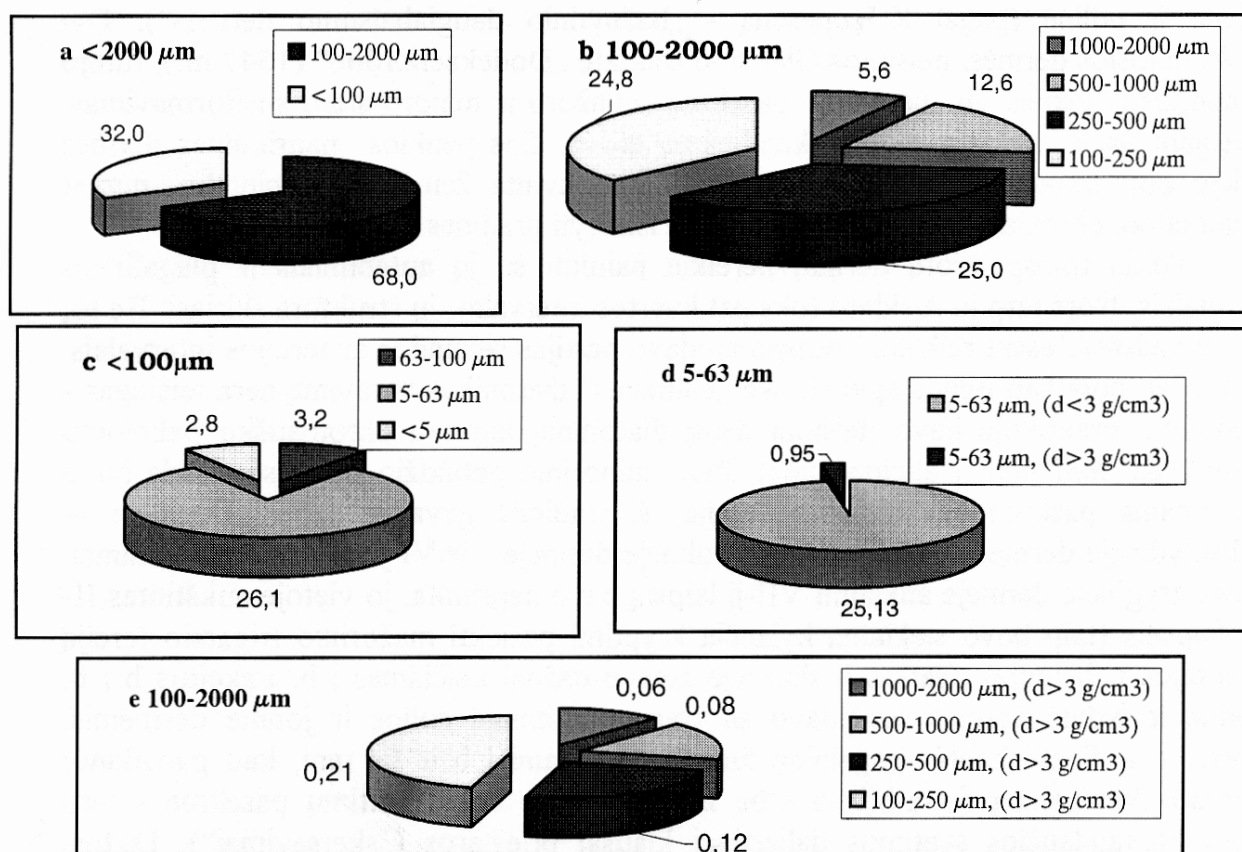 a <2000 µm
100-2000 µm
<100 µm
32,0
68,0
b 100-2000 µm
1000-2000 µm
500-1000 µm
250-500 µm
100-250 µm
24,8
5,6
12,6
25,0
c <100µm
63-100 µm
5-63 µm
<5 µm
2,8
3,2
26,1
d 5-63 µm
5-63 µm, (d<3 g/cm3)
5-63 µm, (d>3 g/cm3)
0,95
25,13
e 100-2000 µm
1000-2000 µm, (d>3 g/cm3)
500-1000 µm, (d>3 g/cm3)
250-500 µm, (d>3 g/cm3)
100-250 µm, (d>3 g/cm3)
0,06
0,08
0,21
0,12